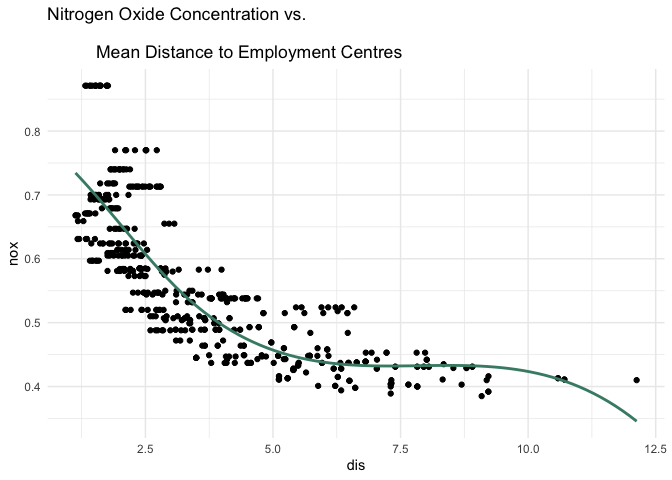 Nitrogen Oxide Concentration vs.
Mean Distance to Employment Centres
0.8
0.7
0.6
0.5
0.4
nox
2.5 5.0 7.5 10.0 12.5
dis